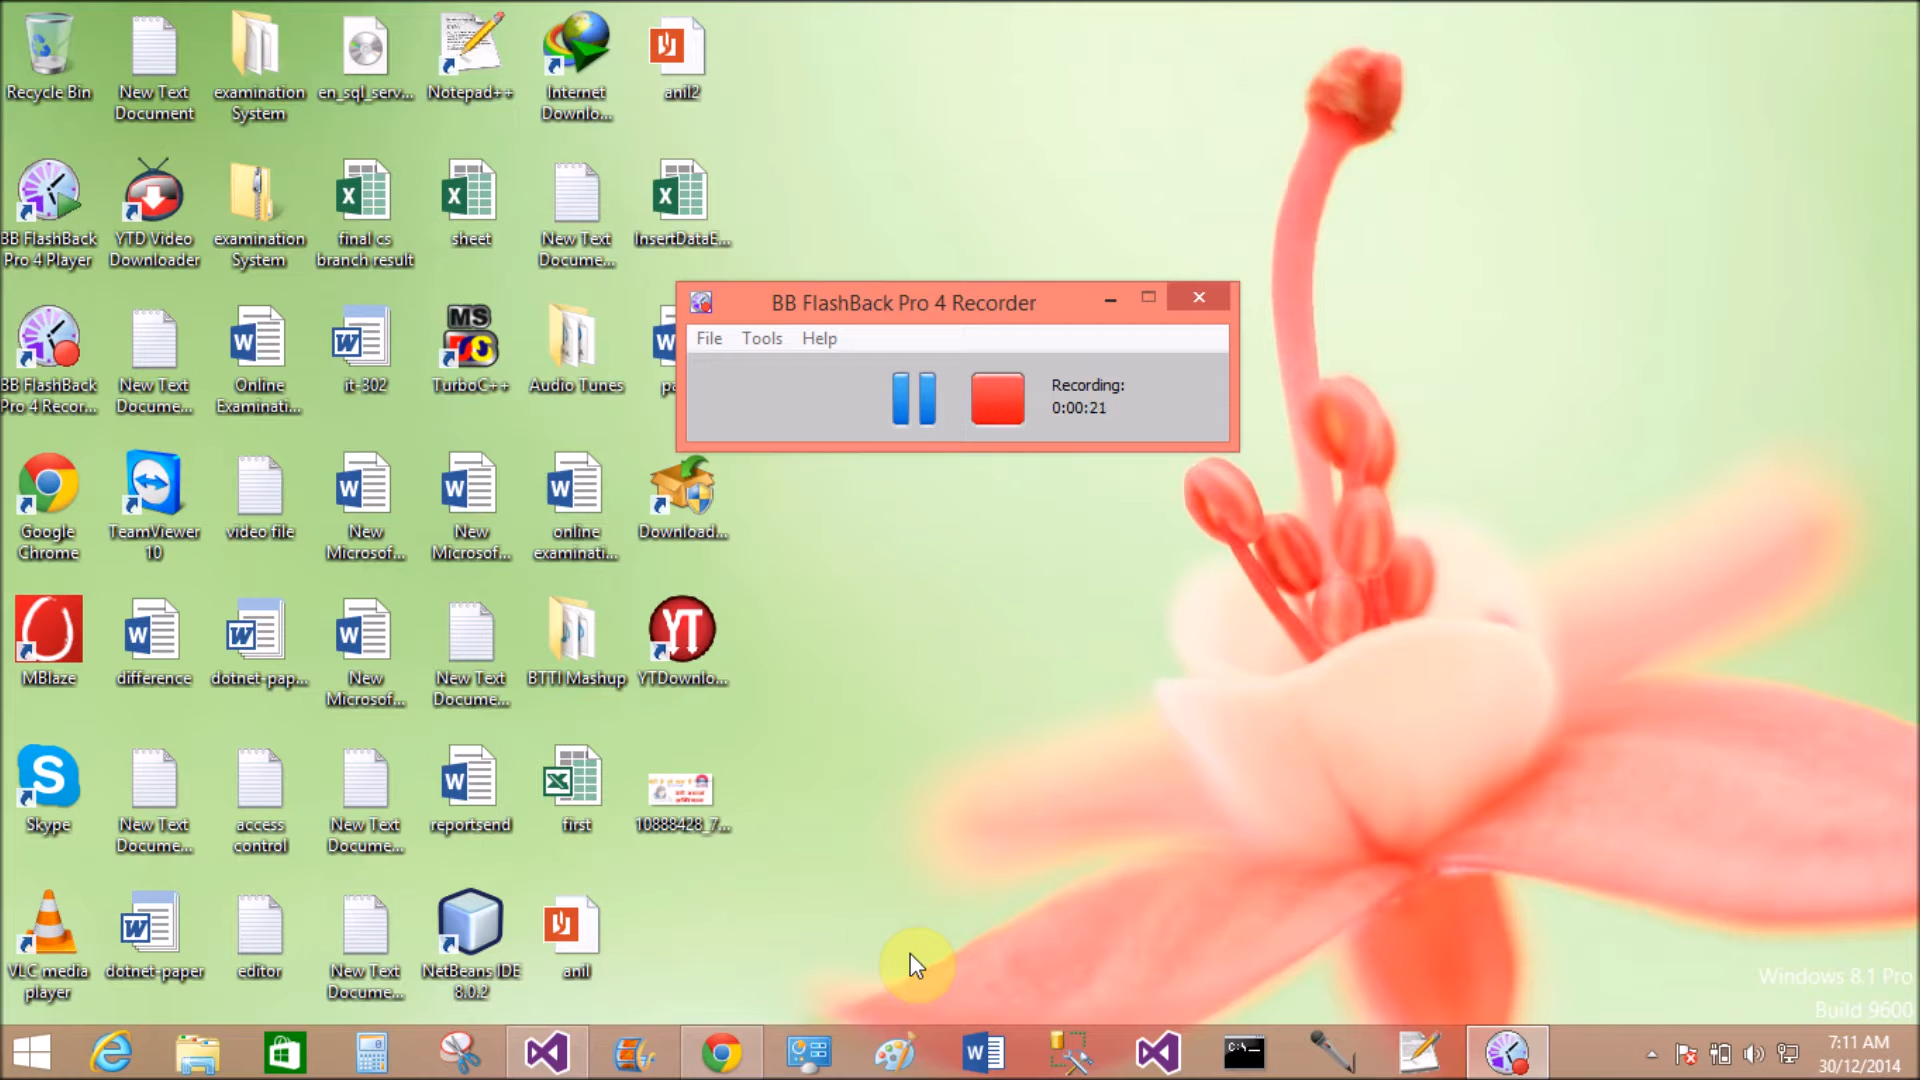 Recycle Bin
New Text
Document
examination
System
en_sql_serv...
Notepad++
Internet
Downlo...
anil2
BB FlashBack
Pro 4 Player
YTD Video
Downloader
examination
System
final cs
branch result
sheet
New Text
Docume...
InsertDataE...
BB FlashBack Pro 4 Recorder
File Tools Help
Recording:
0:00:21
BB FlashBack
Pro 4 Recor...
New Text
Docume...
Online
Examinati...
it-302
MS
TurboC++
Audio Tunes
Google
Chrome
TeamViewer
10
video file
New
Microsof...
New
Microsof...
online
examinati...
Download...
MBlaze
difference
dotnet-pap...
New
Microsof...
New Text
Docume...
BTTI Mashup
YT
YTDownlo...
Skype
New Text
Docume...
access
control
New Text
Docume...
reportsend
first
10888428_7...
VLC media
player
dotnet-paper
editor
New Text
Docume...
NetBeans IDE
8.0.2
anil
Windows 8.1 Pro
Build 9600
7:11 AM
30/12/2014